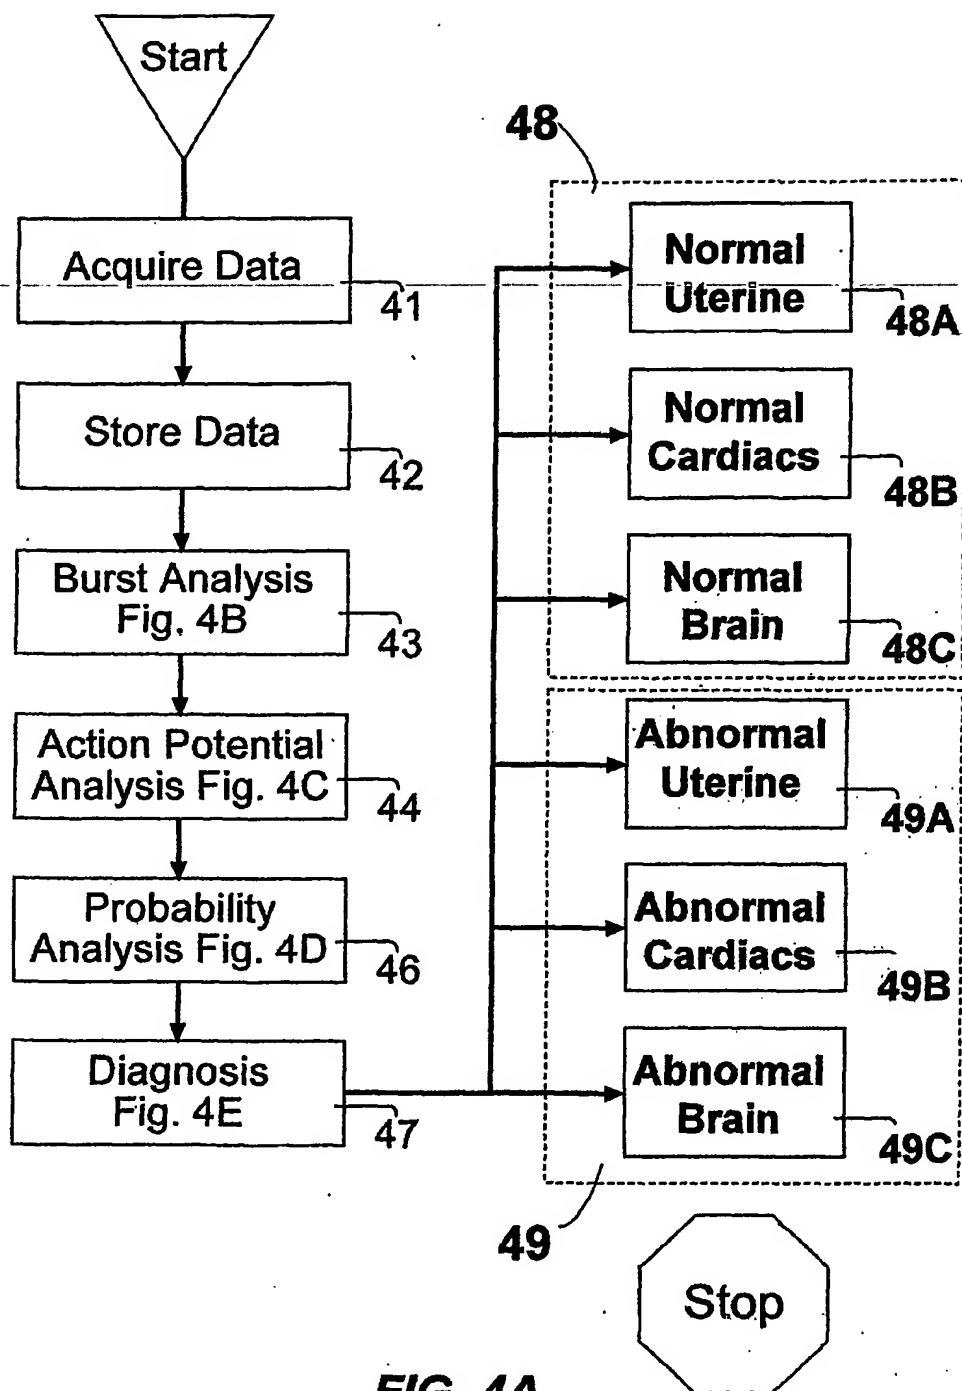 Start
Acquire Data
41
Store Data
42
Burst Analysis
Fig. 4B
43
Action Potential
Analysis Fig. 4C
44
Probability
Analysis Fig. 4D
46
Diagnosis
Fig. 4E
47
48
Normal
Uterine
48A
Normal
Cardiacs
48B
Normal
Brain
48C
Abnormal
Uterine
49A
Abnormal
Cardiacs
49B
Abnormal
Brain
49C
49
Stop
FIG. 4A